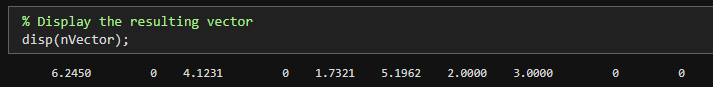 % Display the resulting vector
disp(nVector);
6.2450 0 4.1231 0 1.7321 5.1962 2.0000 3.0000 0 0